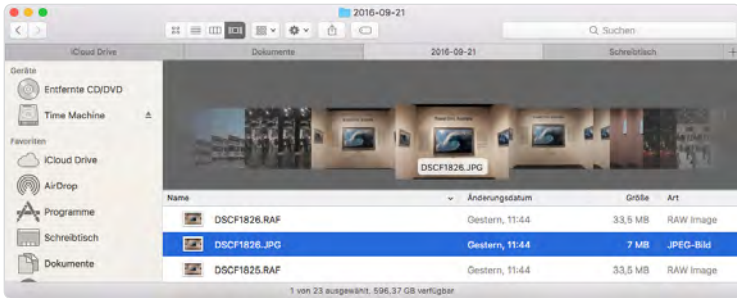 2016-09-21
Suchen
iCloud Drive Dokumente 2016-09-21 Schreibtisch +
Geräte
Entfernte CD/DVD
Time Machine
Favoriten
iCloud Drive
AirDrop
Programme
Schreibtisch
Dokumente
DSCF1826.JPG
Name Änderungsdatum Größe Art
DSCF1826.RAF Gestern, 11:44 33,5 MB RAW Image
DSCF1826.JPG Gestern, 11:44 7 MB JPEG-Bild
DSCF1825.RAF Gestern, 11:44 33,5 MB RAW Image
1 von 23 ausgewählt, 596,37 GB verfügbar